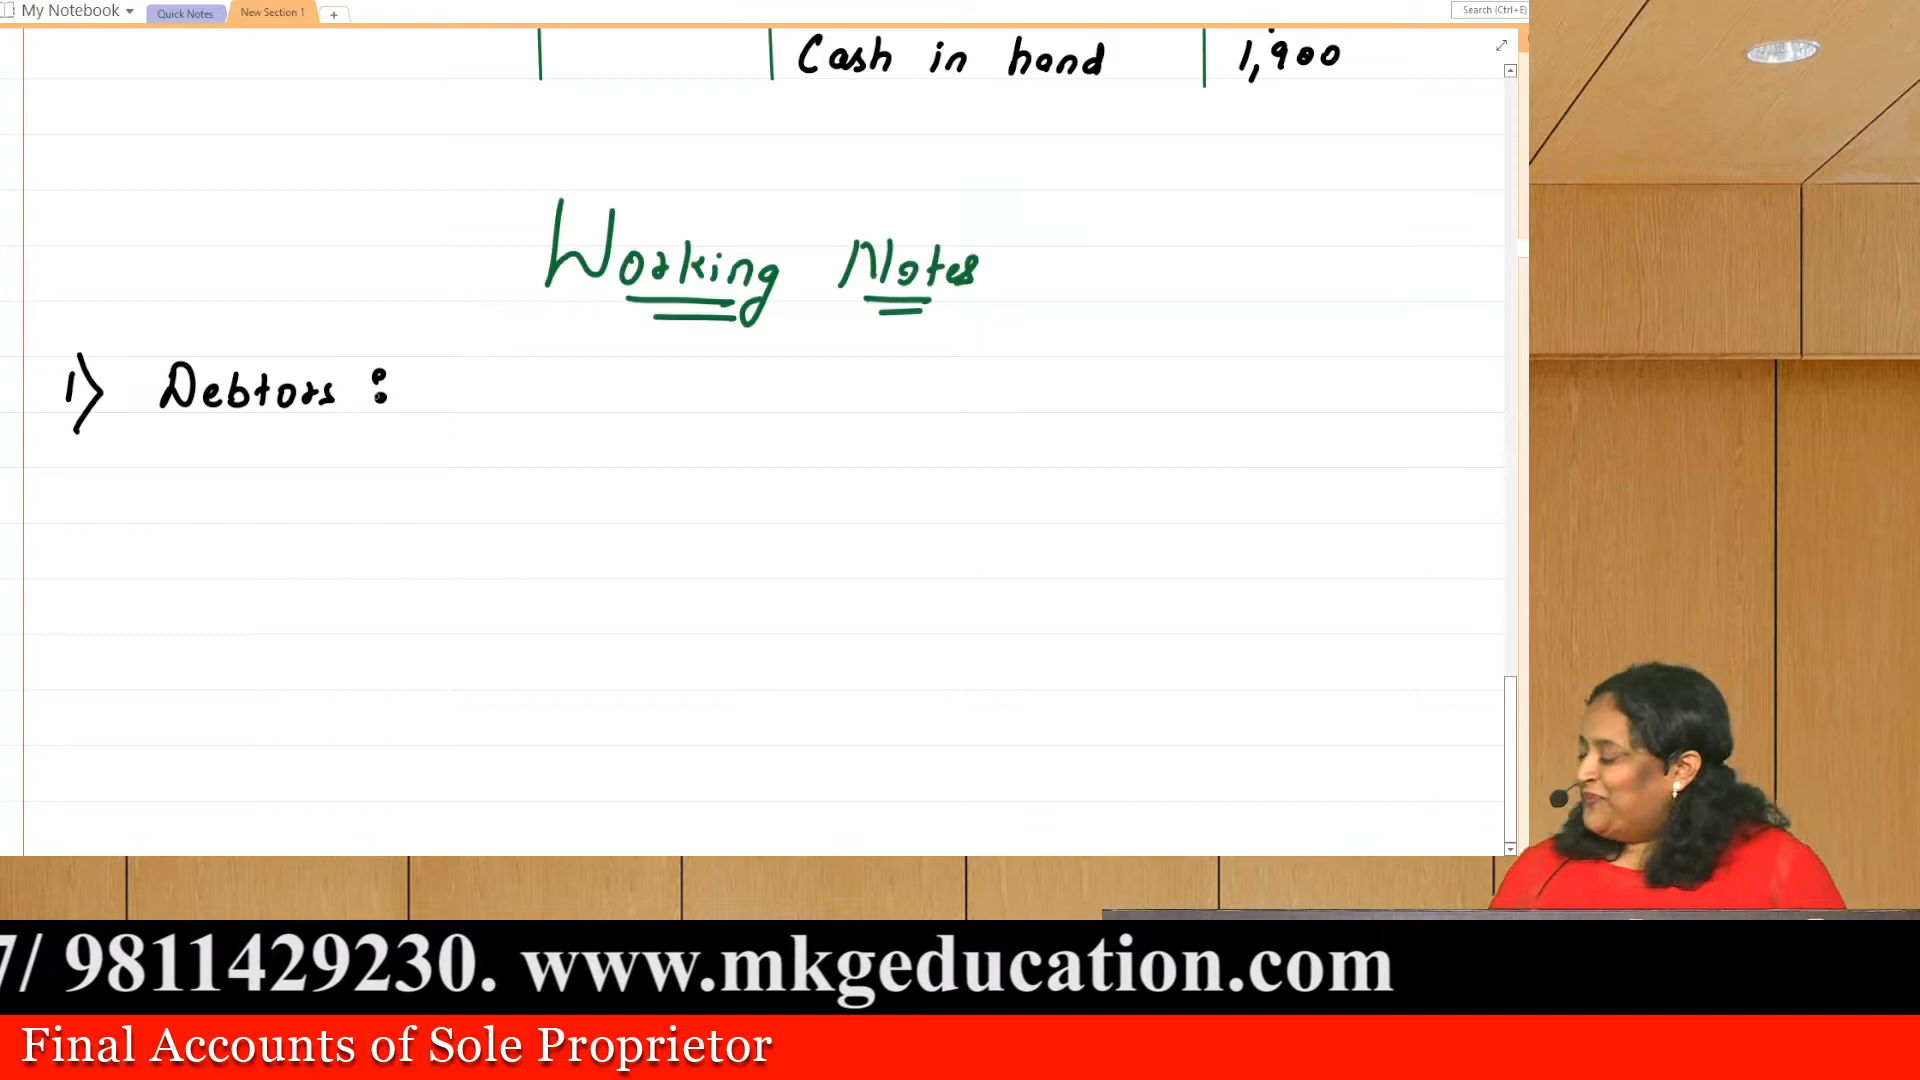 My Notebook
Quick Notes
New Section 1
+
Search (Ctrl+E)
Cash in hand 1,900
Working Notes
1) Debtors :
7/ 9811429230. www.mkgeducation.com
Final Accounts of Sole Proprietor